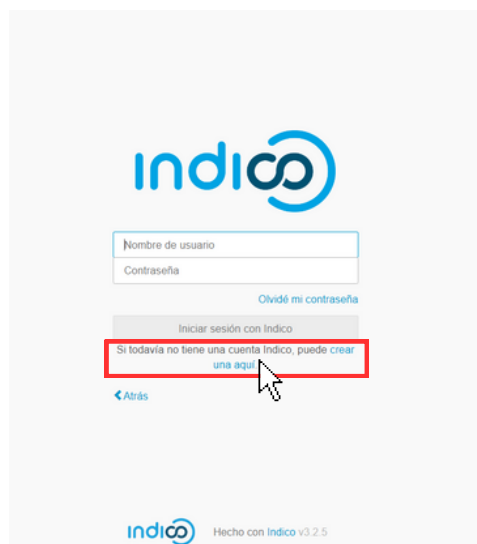 indico
Nombre de usuario
Contraseña
Olvidé mi contraseña
Iniciar sesión con Indico
Si todavía no tiene una cuenta Indico, puede crear
una aquí.
Atrás
indico Hecho con Indico v3.2.5